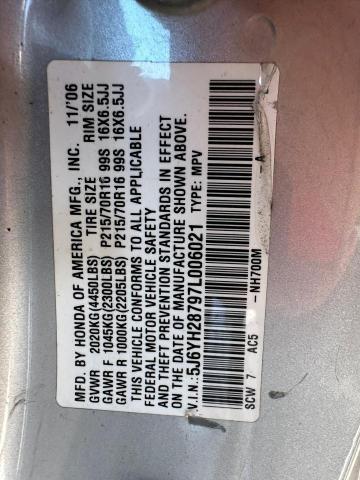 MFD. BY HONDA OF AMERICA MFG., INC. 11/'06
GVWR 2020KG(4450LBS) TIRE SIZE RIM SIZE
GAWR F 1045KG(2300LBS) P215/70R16 99S 16X6.5JJ
GAWR R 1000KG(2205LBS) P215/70R16 99S 16X6.5JJ
THIS VEHICLE CONFORMS TO ALL APPLICABLE
FEDERAL MOTOR VEHICLE SAFETY
AND THEFT PREVENTION STANDARDS IN EFFECT
ON THE DATE OF MANUFACTURE SHOWN ABOVE.
V.I.N.:5J6YH28797L006021 TYPE: MPV
SCW 7 AC5 -NH700M -A